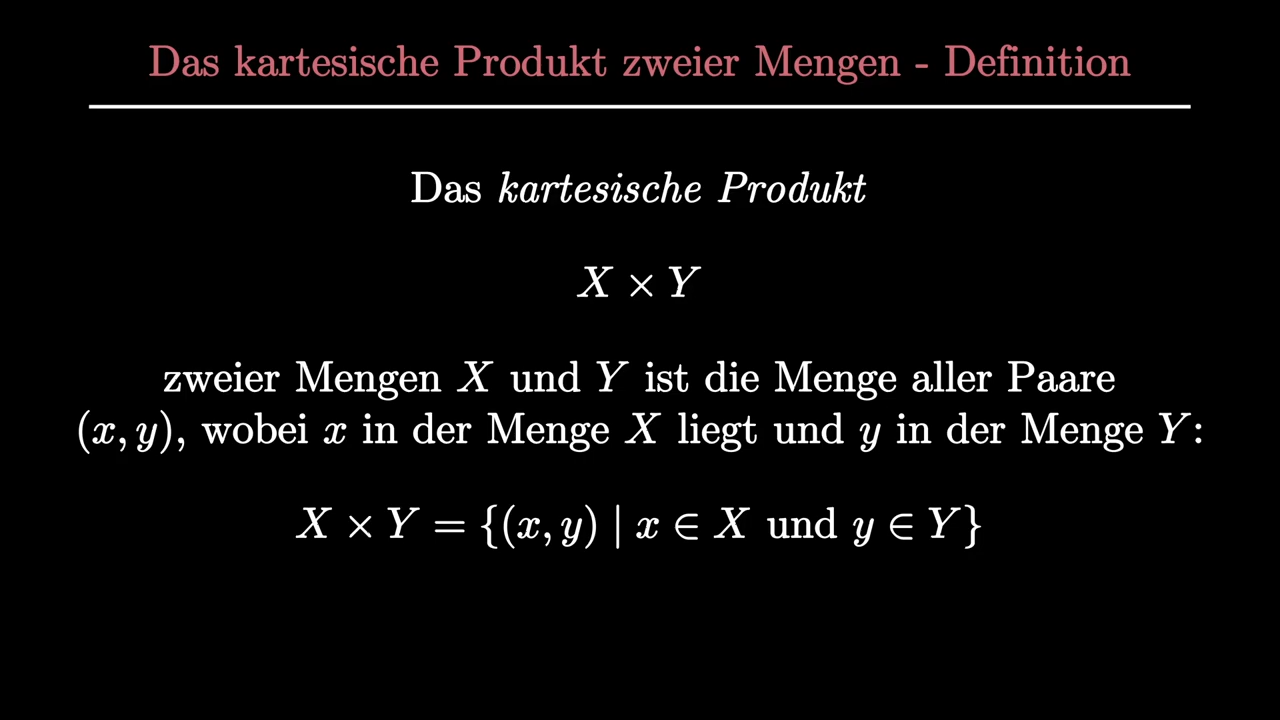 Das kartesische Produkt zweier Mengen - Definition
Das kartesische Produkt
X × Y
zweier Mengen X und Y ist die Menge aller Paare
(x, y), wobei x in der Menge X liegt und y in der Menge Y:
X × Y = {(x, y) | x ∈ X und y ∈ Y}